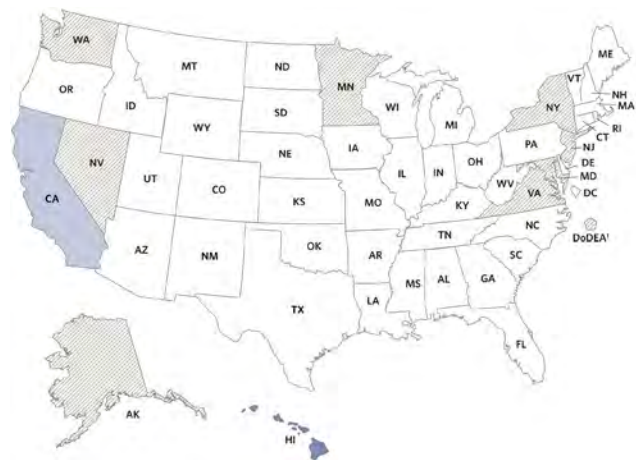 WA
MT
ND
MN
ME
VT
NH
MA
RI
CT
NY
OR
ID
SD
WI
MI
WY
IA
PA
NJ
DE
MD
DC
NE
OH
IL
IN
WV
VA
NV
UT
CO
CA
KS
MO
KY
NC
DoDEA¹
TN
OK
AR
SC
AZ
NM
MS
AL
GA
LA
TX
FL
AK
HI